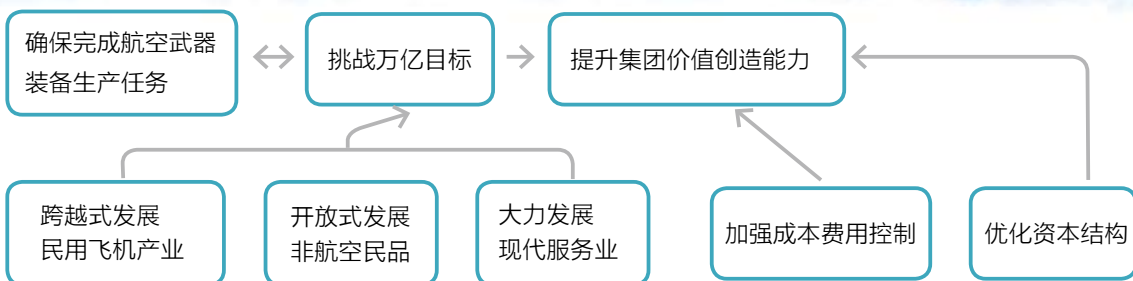 确保完成航空武器
装备生产任务
挑战万亿目标
提升集团价值创造能力
跨越式发展
民用飞机产业
开放式发展
非航空民品
大力发展
现代服务业
加强成本费用控制
优化资本结构